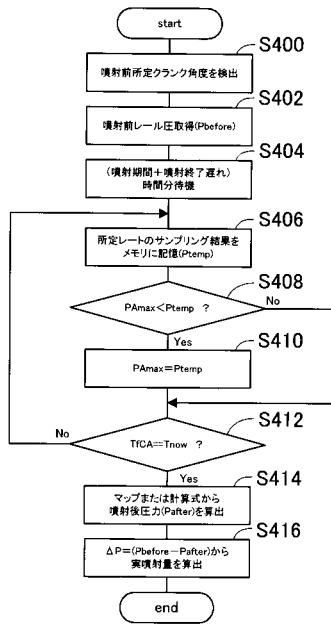 start
S400
噴射前所定クランク角度を検出
S402
噴射前レール圧取得(Pbefore)
S404
(噴射期間＋噴射終了遅れ)
時間分待機
S406
所定レートのサンプリング結果を
メモリに記憶(Ptemp)
S408
PAmax<Ptemp ?
No
Yes
S410
PAmax=Ptemp
S412
TfCA==Tnow ?
No
Yes
S414
マップまたは計算式から
噴射後圧力(Pafter)を算出
S416
ΔP=(Pbefore-Pafter)から
実噴射量を算出
end